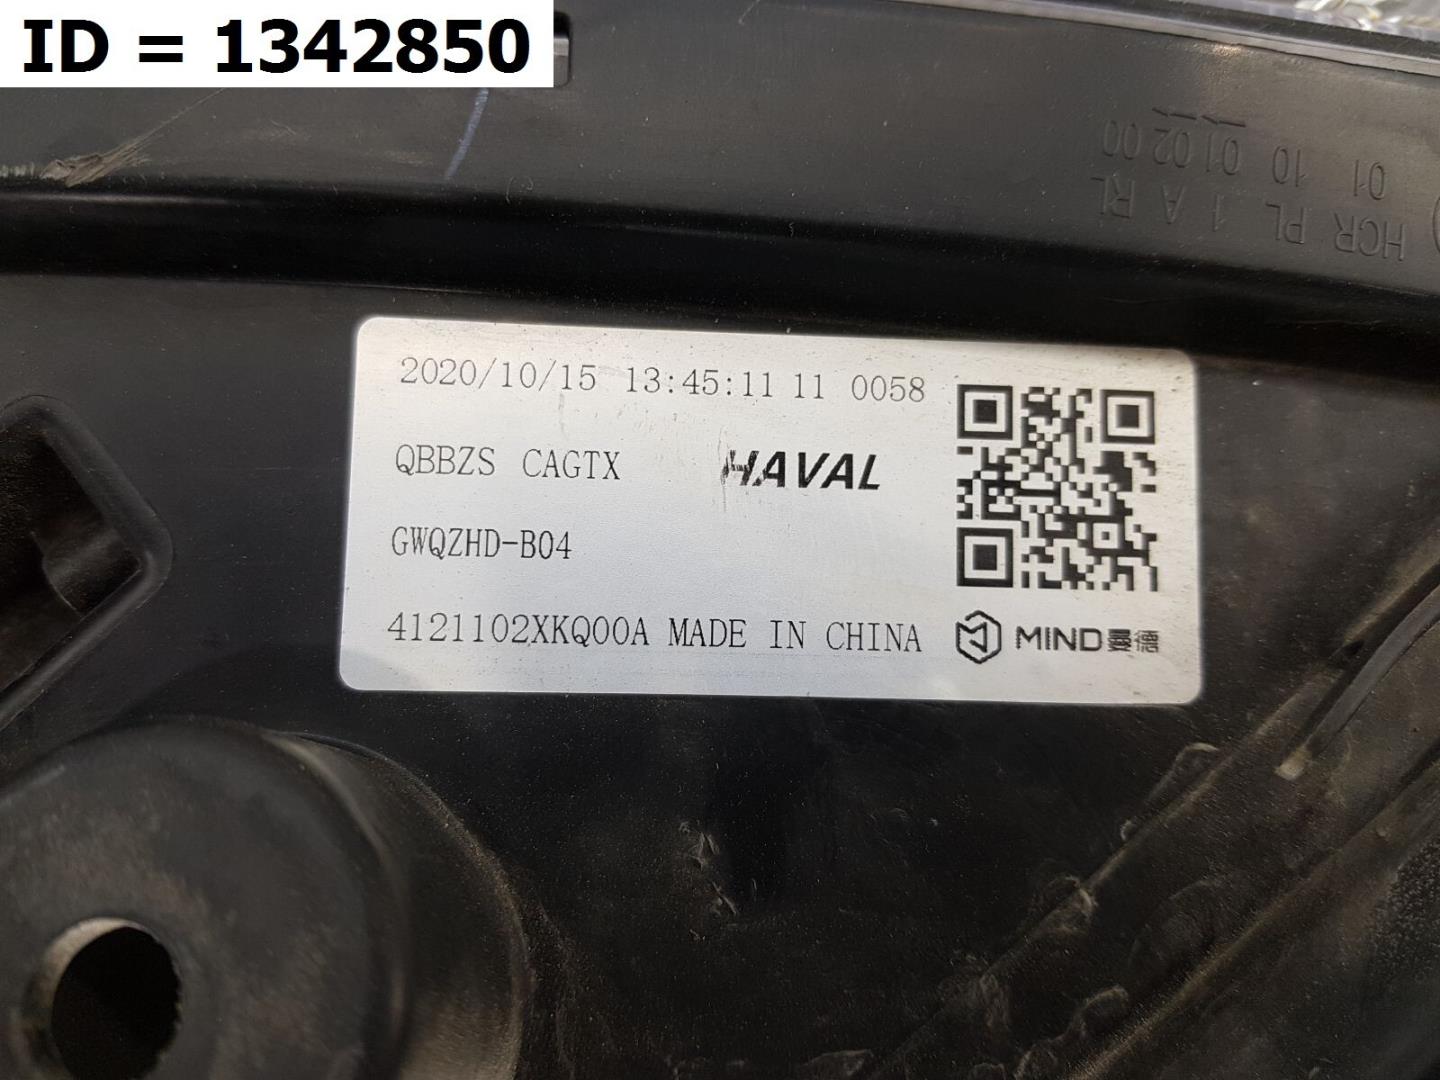 ID = 1342850
01 10 01 02 00
HCR PL 1 A RL
2020/10/15 13:45:11 11 0058
QBBZS CAGTX HAVAL
GWQZHD-B04
4121102XKQ00A MADE IN CHINA
MIND曼德